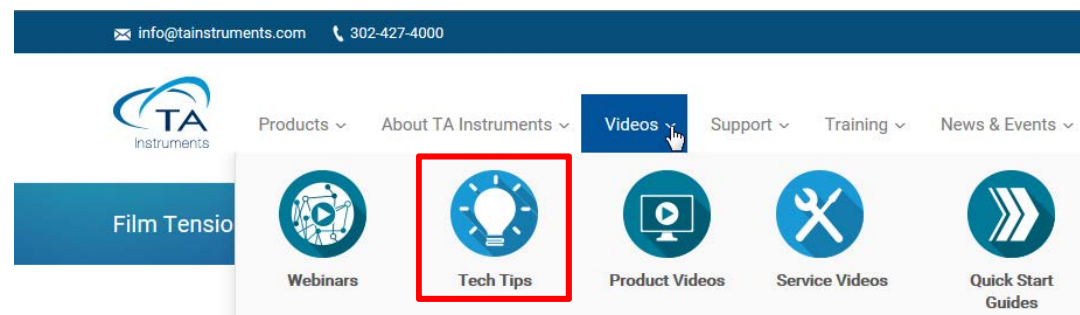 info@tainstruments.com 302-427-4000
TA
Instruments
Products About TA Instruments Videos Support Training News & Events
Film Tensio
Webinars Tech Tips Product Videos Service Videos Quick Start
Guides